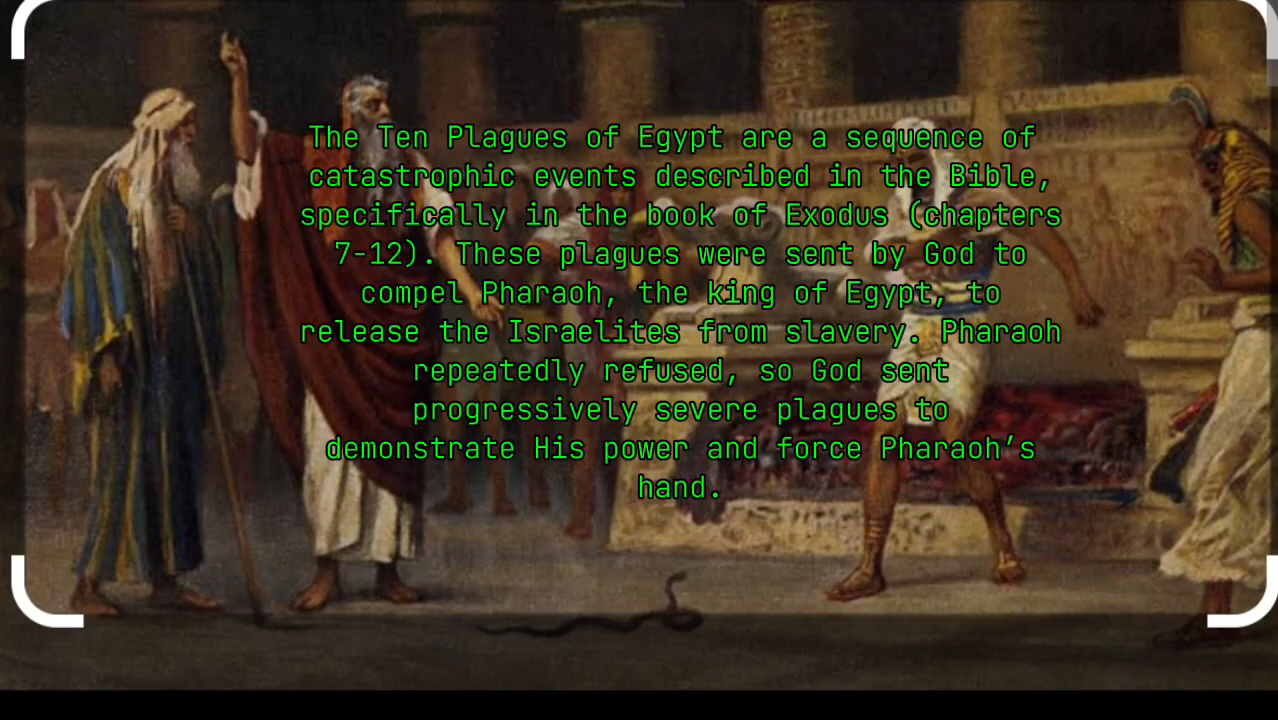 The Ten Plagues of Egypt are a sequence of
catastrophic events described in the Bible,
specifically in the book of Exodus (chapters
7-12). These plagues were sent by God to
compel Pharaoh, the king of Egypt, to
release the Israelites from slavery. Pharaoh
repeatedly refused, so God sent
progressively severe plagues to
demonstrate His power and force Pharaoh’s
hand.